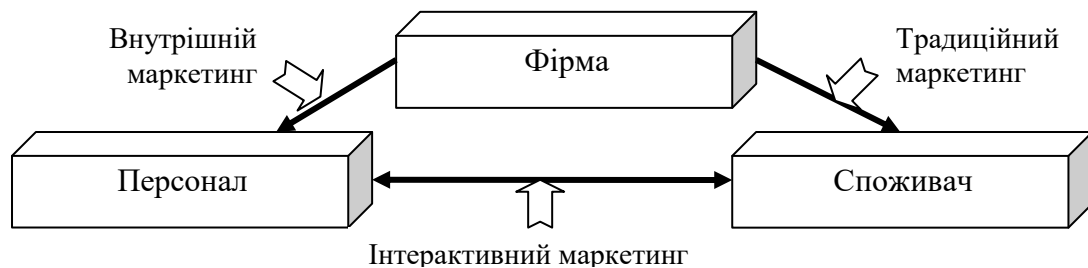 Внутрішній
маркетинг
Фірма
Традиційний
маркетинг
Персонал
Споживач
Інтерактивний маркетинг